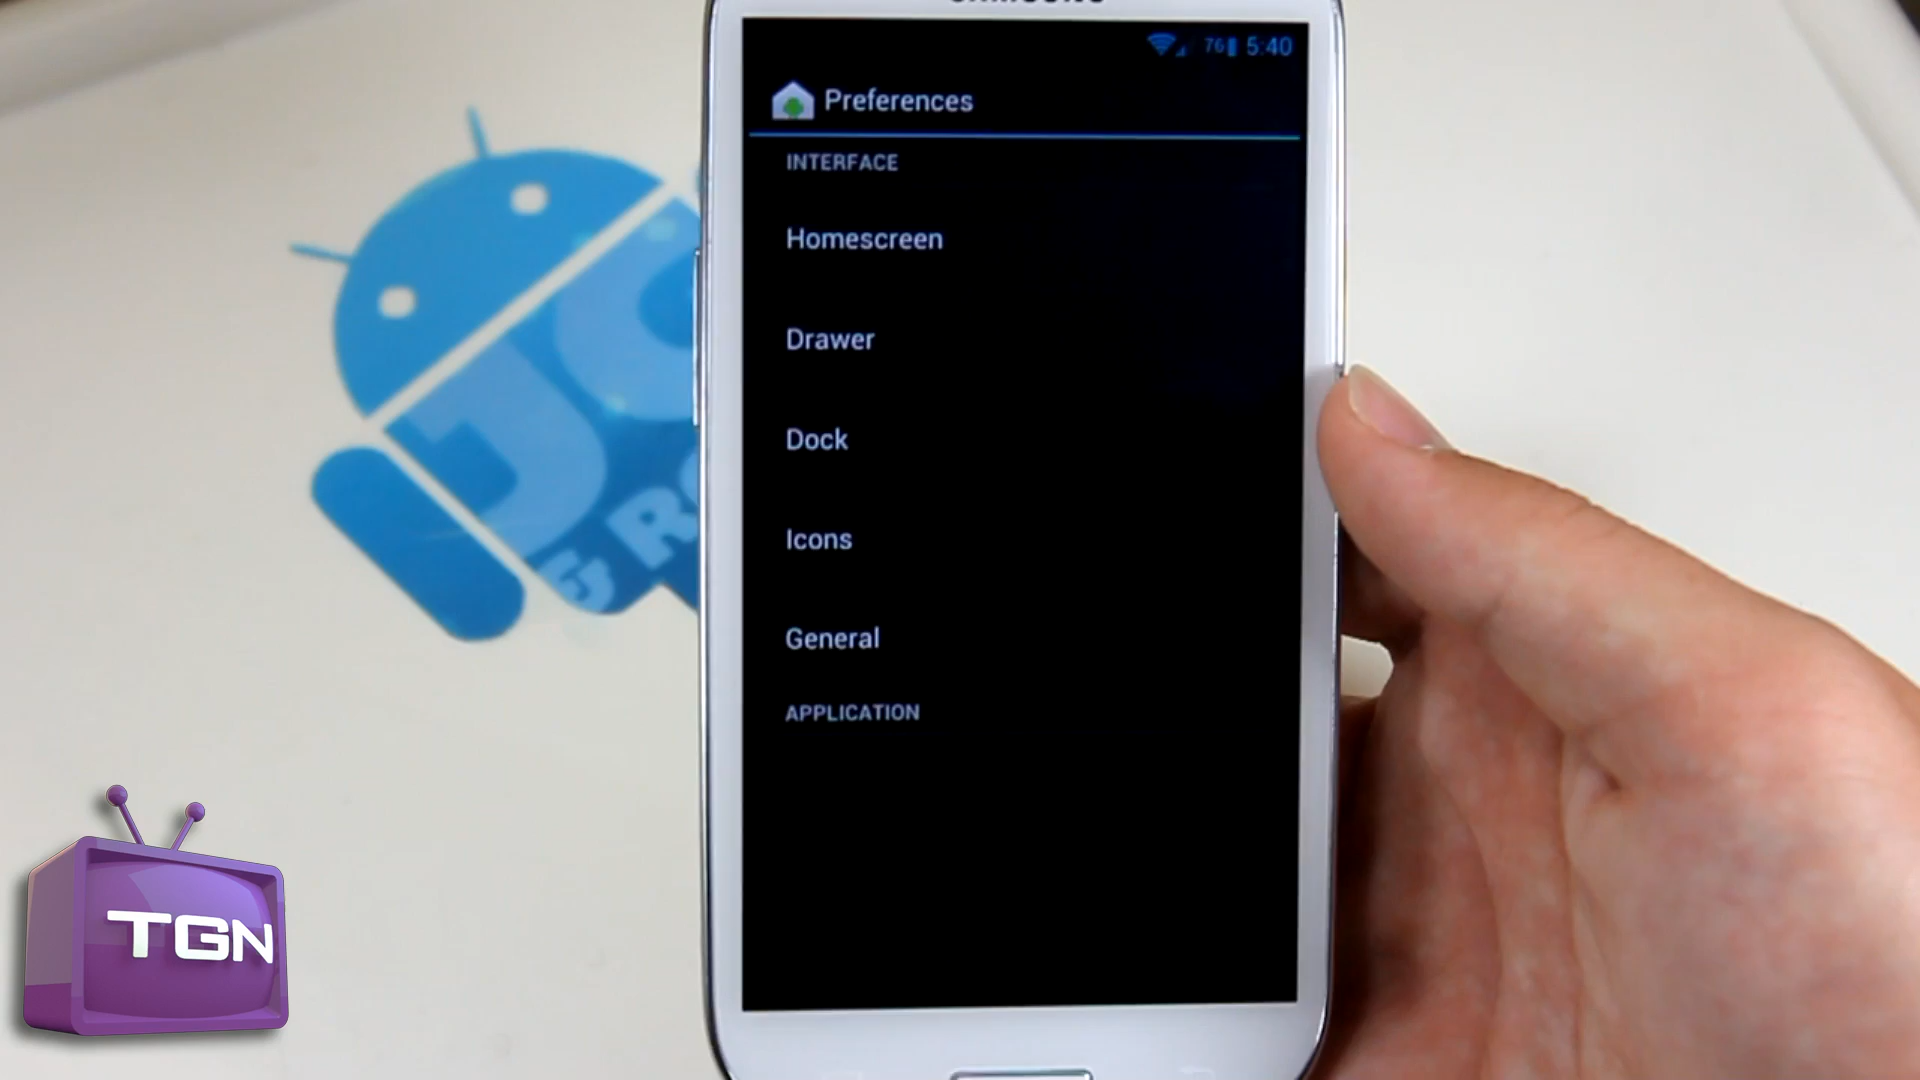 76 5:40
Preferences
INTERFACE
Homescreen
Drawer
Dock
Icons
General
APPLICATION
TGN